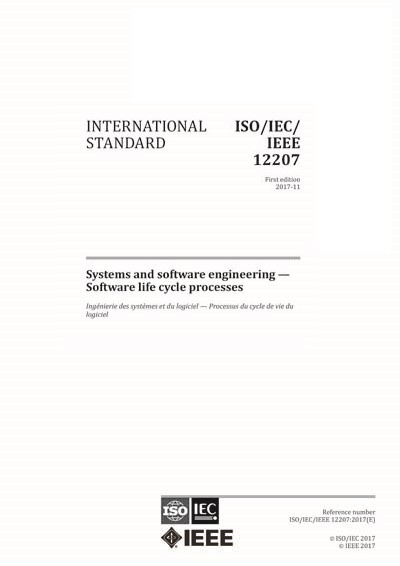 INTERNATIONAL
STANDARD
ISO/IEC/
IEEE
12207
First edition
2017-11
Systems and software engineering —
Software life cycle processes
Ingénierie des systèmes et du logiciel — Processus du cycle de vie du
logiciel
ISO IEC
IEEE
Reference number
ISO/IEC/IEEE 12207:2017(E)
© ISO/IEC 2017
© IEEE 2017